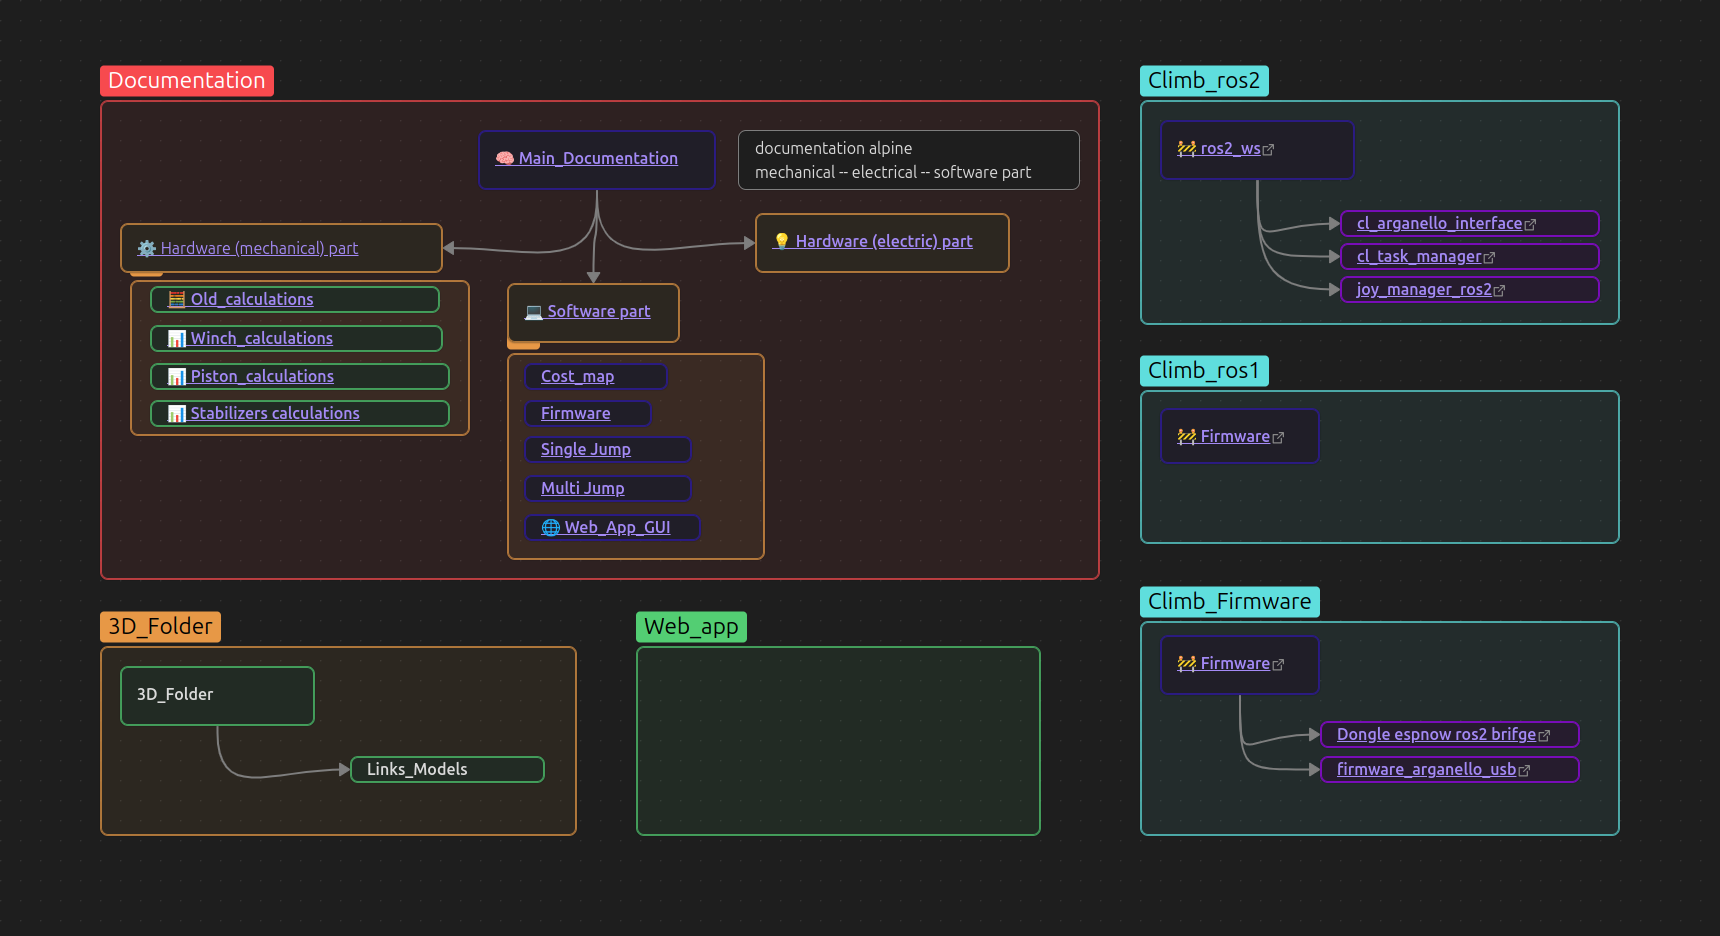 Documentation
🧠 Main_Documentation
documentation alpine
mechanical -- electrical -- software part
⚙️ Hardware (mechanical) part
💡 Hardware (electric) part
🧮 Old_calculations
📊 Winch_calculations
📊 Piston_calculations
📊 Stabilizers calculations
💻 Software part
Cost_map
Firmware
Single Jump
Multi Jump
🌐 Web_App_GUI
3D_Folder
3D_Folder
Links_Models
Web_app
Climb_ros2
🚧 ros2_ws
cl_arganello_interface
cl_task_manager
joy_manager_ros2
Climb_ros1
🚧 Firmware
Climb_Firmware
🚧 Firmware
Dongle espnow ros2 brifge
firmware_arganello_usb